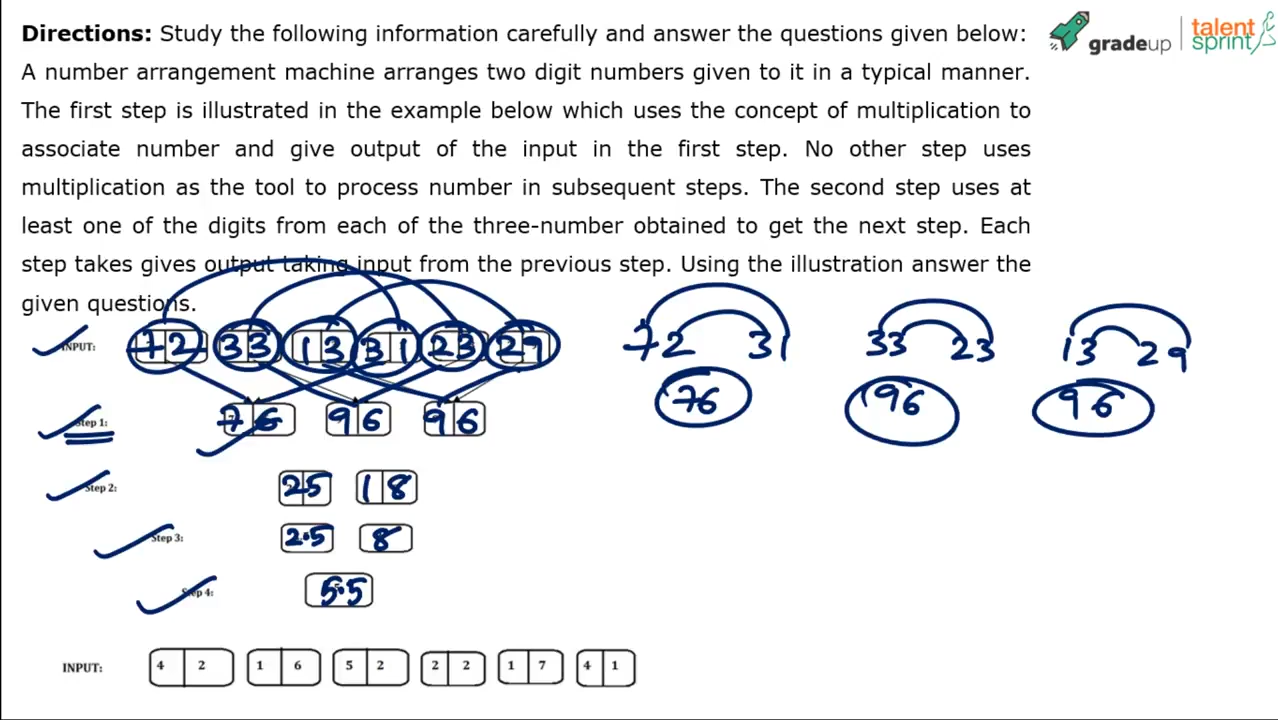 Directions: Study the following information carefully and answer the questions given below:
gradeup | talent sprint
A number arrangement machine arranges two digit numbers given to it in a typical manner.
The first step is illustrated in the example below which uses the concept of multiplication to
associate number and give output of the input in the first step. No other step uses
multiplication as the tool to process number in subsequent steps. The second step uses at
least one of the digits from each of the three-number obtained to get the next step. Each
step takes gives output taking input from the previous step. Using the illustration answer the
given questions.
INPUT: 72 33 13 31 23 29 72 31 33 23 13 29
76 196 96
Step 1: 76 96 96
Step 2: 25 18
Step 3: 2.5 8
Step 4: 5.5
INPUT: 4 2 1 6 5 2 2 2 1 7 4 1